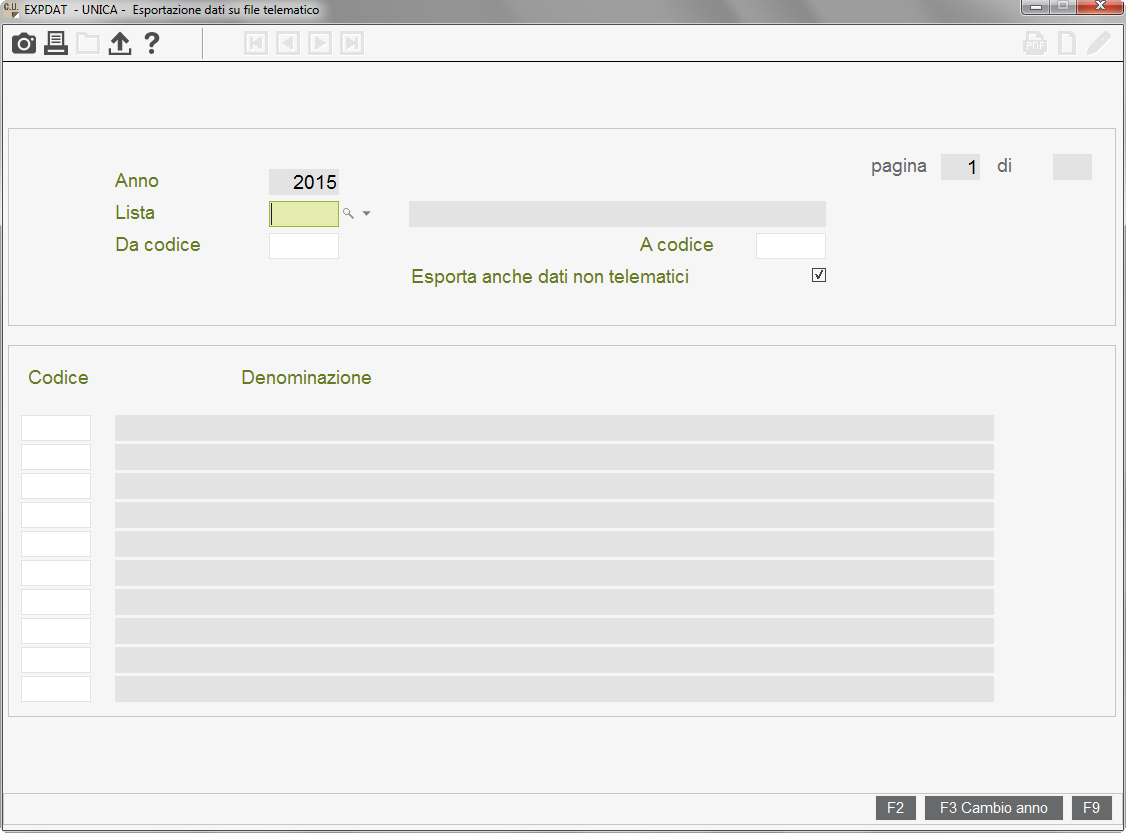 C.U. EXPDAT - UNICA - Esportazione dati su file telematico
PDF
pagina 1 di
Anno 2015
Lista
Da codice A codice
Esporta anche dati non telematici
Codice Denominazione
F2 F3 Cambio anno F9